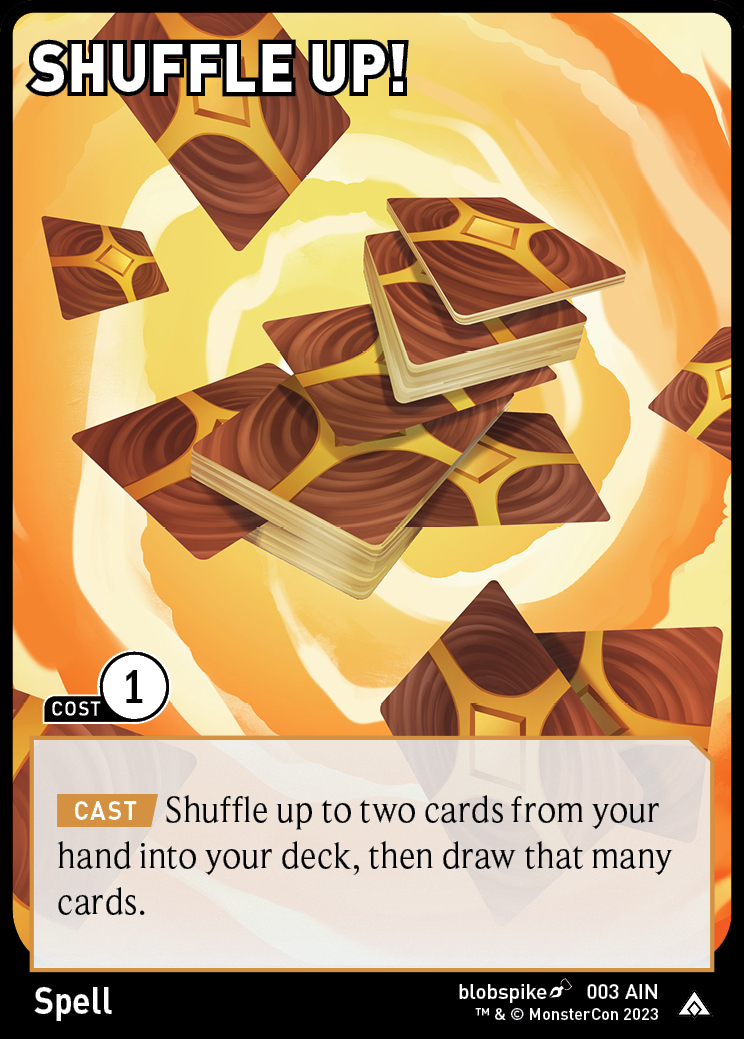 SHUFFLE UP!
COST 1
CAST Shuffle up to two cards from your
hand into your deck, then draw that many
cards.
Spell
blobspike 003 AIN
™ & © MonsterCon 2023